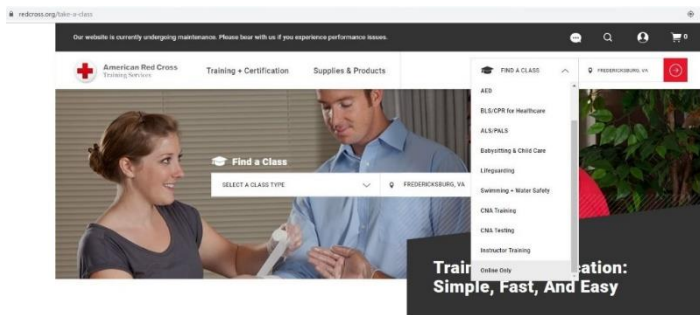 redcross.org/take-a-class
Our website is currently undergoing maintenance. Please bear with us if you experience performance issues.
0
American Red Cross
Training Services
Training + Certification
Supplies & Products
FIND A CLASS
FREDERICKSBURG, VA
AED
BLS/CPR for Healthcare
ALS/PALS
Babysitting & Child Care
Lifeguarding
Swimming + Water Safety
CNA Training
CNA Testing
Instructor Training
Online Only
Find a Class
SELECT A CLASS TYPE
FREDERICKSBURG, VA
Train ation:
Simple, Fast, And Easy